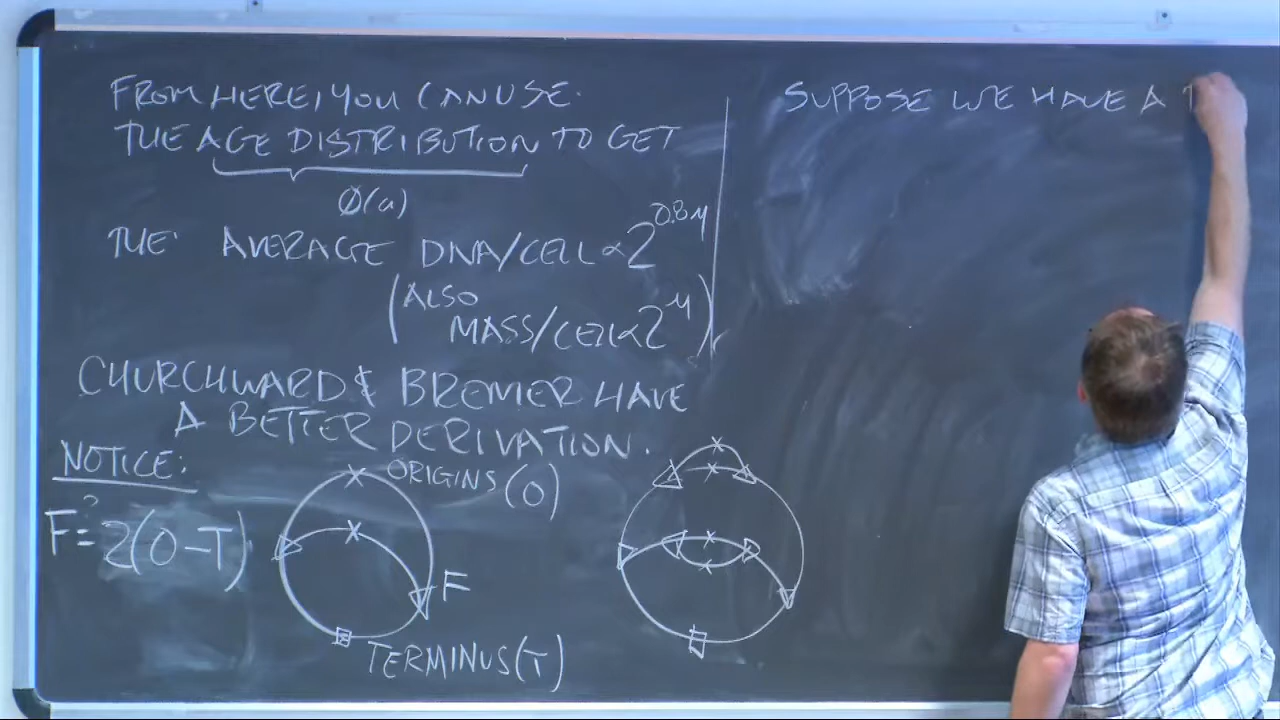 FROM HERE, YOU CAN USE
THE AGE DISTRIBUTION TO GET
Ø(a)
THE AVERAGE DNA/CELL ∝ 2^0.8μ
(ALSO
MASS/CELL ∝ 2^μ)
CHURCHWARD & BREMER HAVE
A BETTER DERIVATION.
NOTICE:
F ?= 2(O-T)
ORIGINS (O)
F
TERMINUS(T)
SUPPOSE WE HAVE A